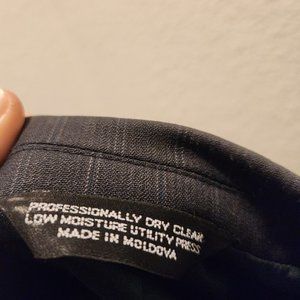 PROFESSIONALLY DRY CLEAN
LOW MOISTURE UTILITY PRESS
MADE IN MOLDOVA